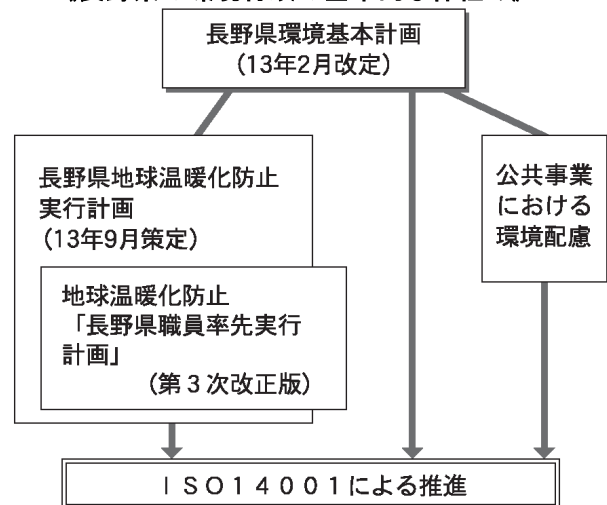 長野県環境基本計画
(13年2月改定)
長野県地球温暖化防止
実行計画
(13年9月策定)
地球温暖化防止
「長野県職員率先実行
計画」
(第3次改正版)
公共事業
における
環境配慮
ISO14001による推進